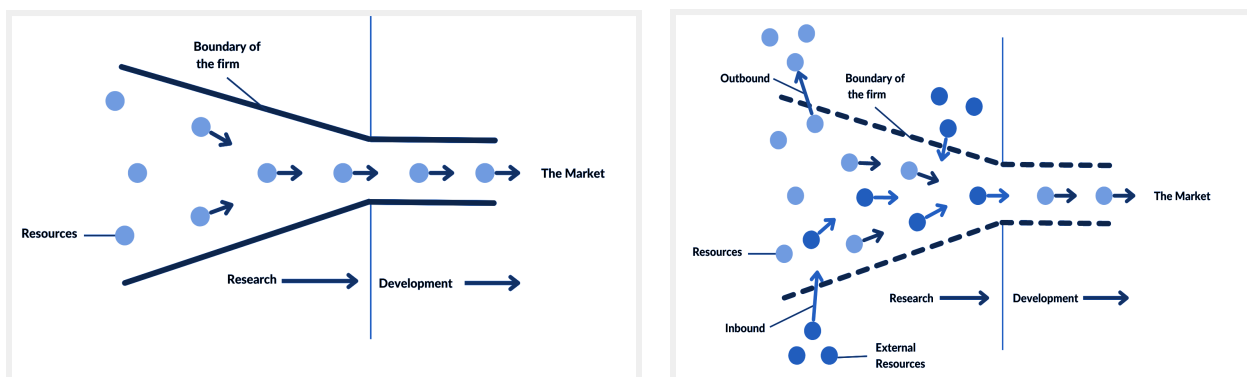 Boundary of
the firm
The Market
Resources
Research
Development
Outbound
Boundary of
the firm
The Market
Resources
Research
Development
Inbound
External
Resources